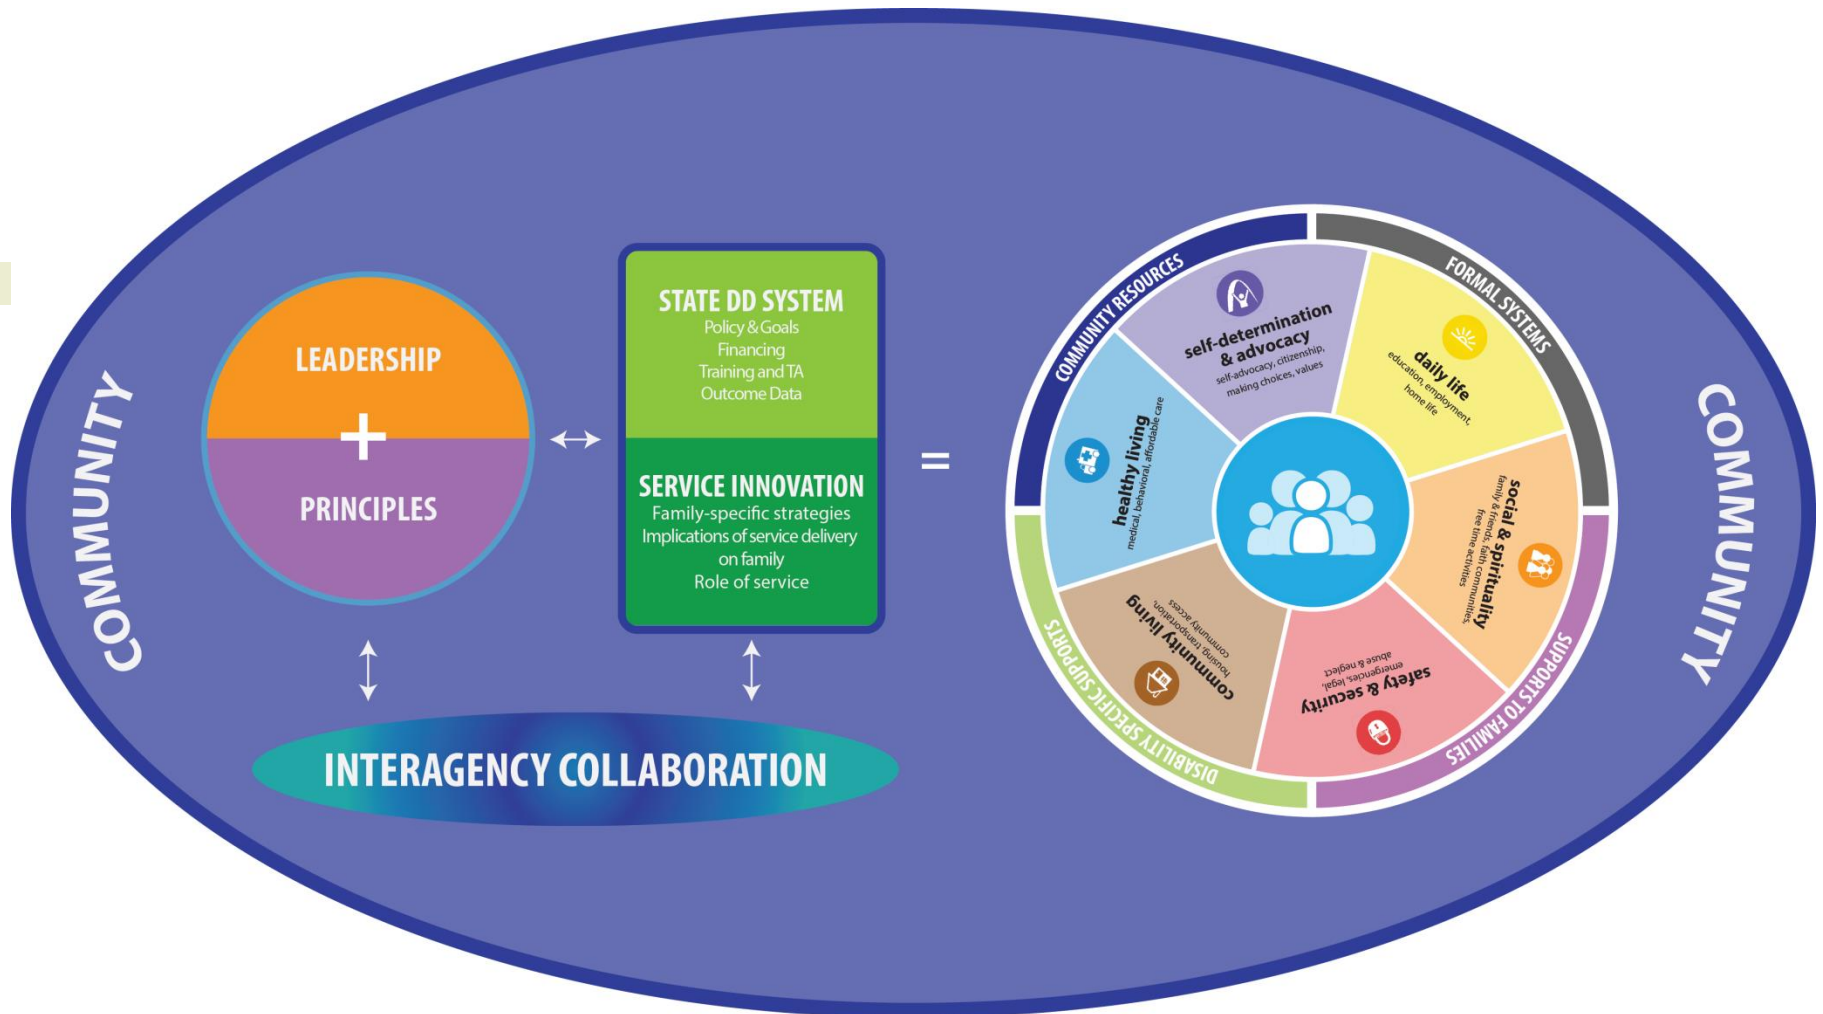 COMMUNITY
LEADERSHIP
+
PRINCIPLES
STATE DD SYSTEM
Policy & Goals
Financing
Training and TA
Outcome Data
SERVICE INNOVATION
Family-specific strategies
Implications of service delivery
on family
Role of service
INTERAGENCY COLLABORATION
=
COMMUNITY RESOURCES
FORMAL SYSTEMS
SUPPORTS TO FAMILIES
DISABILITY SPECIFIC SUPPORTS
self-determination
& advocacy
self-advocacy, citizenship,
making choices, values
daily life
education, employment,
home life
social & spirituality
family & friends, faith communities,
free time activities
safety & security
emergencies, legal,
abuse & neglect
community living
housing, transportation,
community access
healthy living
medical, behavioral, affordable care
COMMUNITY